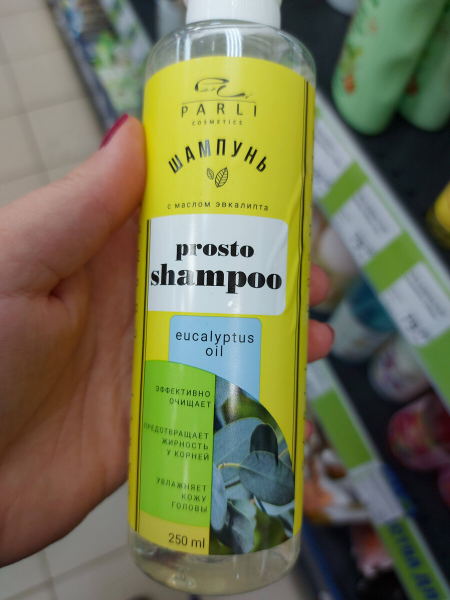 PARLI
COSMETICS
ШАМПУНЬ
с маслом эвкалипта
prosto
shampoo
eucalyptus
oil
ЭФФЕКТИВНО
ОЧИЩАЕТ
ПРЕДОТВРАЩАЕТ
ЖИРНОСТЬ
У КОРНЕЙ
УВЛАЖНЯЕТ
КОЖУ
ГОЛОВЫ
250 ml